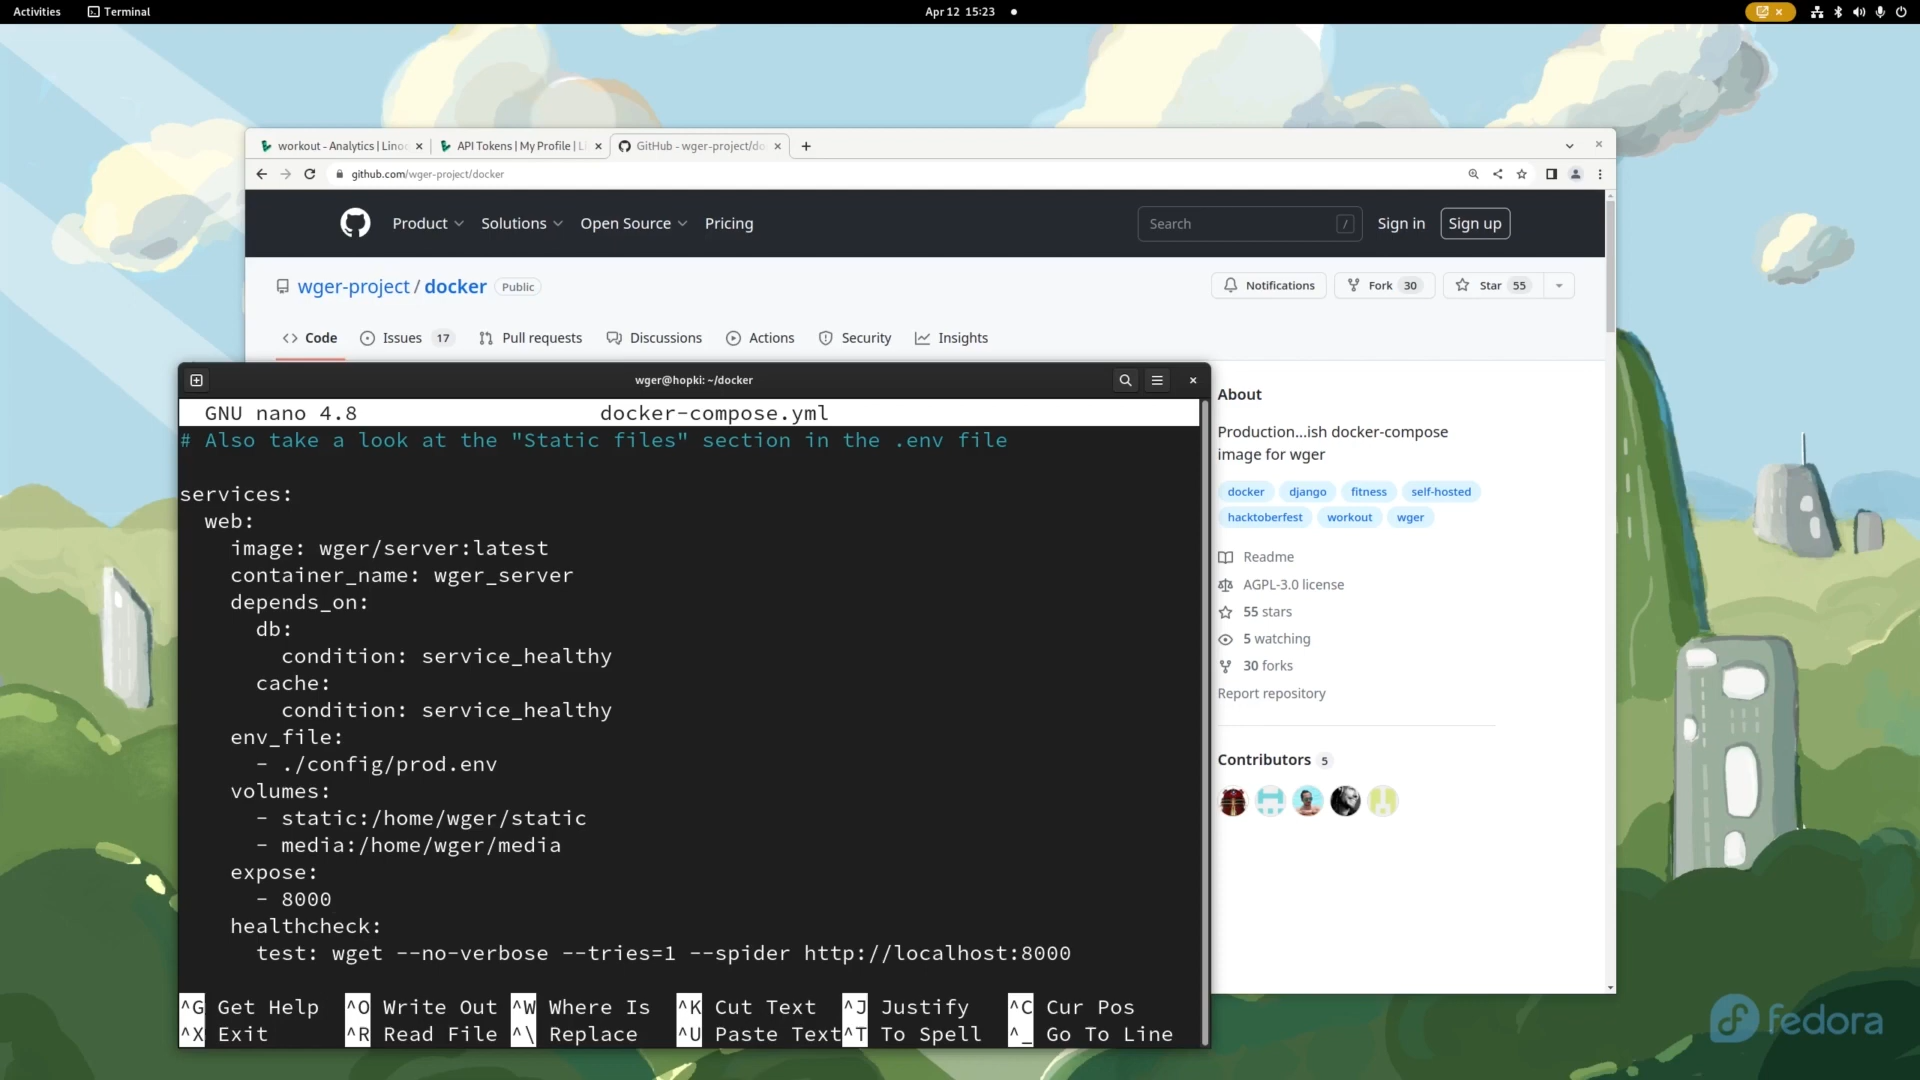 Activities Terminal Apr 12 15:23
workout - Analytics | Lino
API Tokens | My Profile | Li
GitHub - wger-project/do
github.com/wger-project/docker
Product Solutions Open Source Pricing Search / Sign in Sign up
wger-project / docker Public
Notifications Fork 30 Star 55
Code Issues 17 Pull requests Discussions Actions Security Insights
wger@hopki: ~/docker
GNU nano 4.8 docker-compose.yml
# Also take a look at the "Static files" section in the .env file
services:
  web:
    image: wger/server:latest
    container_name: wger_server
    depends_on:
      db:
        condition: service_healthy
      cache:
        condition: service_healthy
    env_file:
      - ./config/prod.env
    volumes:
      - static:/home/wger/static
      - media:/home/wger/media
    expose:
      - 8000
    healthcheck:
      test: wget --no-verbose --tries=1 --spider http://localhost:8000
^G Get Help ^O Write Out ^W Where Is ^K Cut Text ^J Justify ^C Cur Pos
^X Exit ^R Read File ^\ Replace ^U Paste Text ^T To Spell ^_ Go To Line
About
Production...ish docker-compose
image for wger
docker django fitness self-hosted
hacktoberfest workout wger
Readme
AGPL-3.0 license
55 stars
5 watching
30 forks
Report repository
Contributors 5
fedora